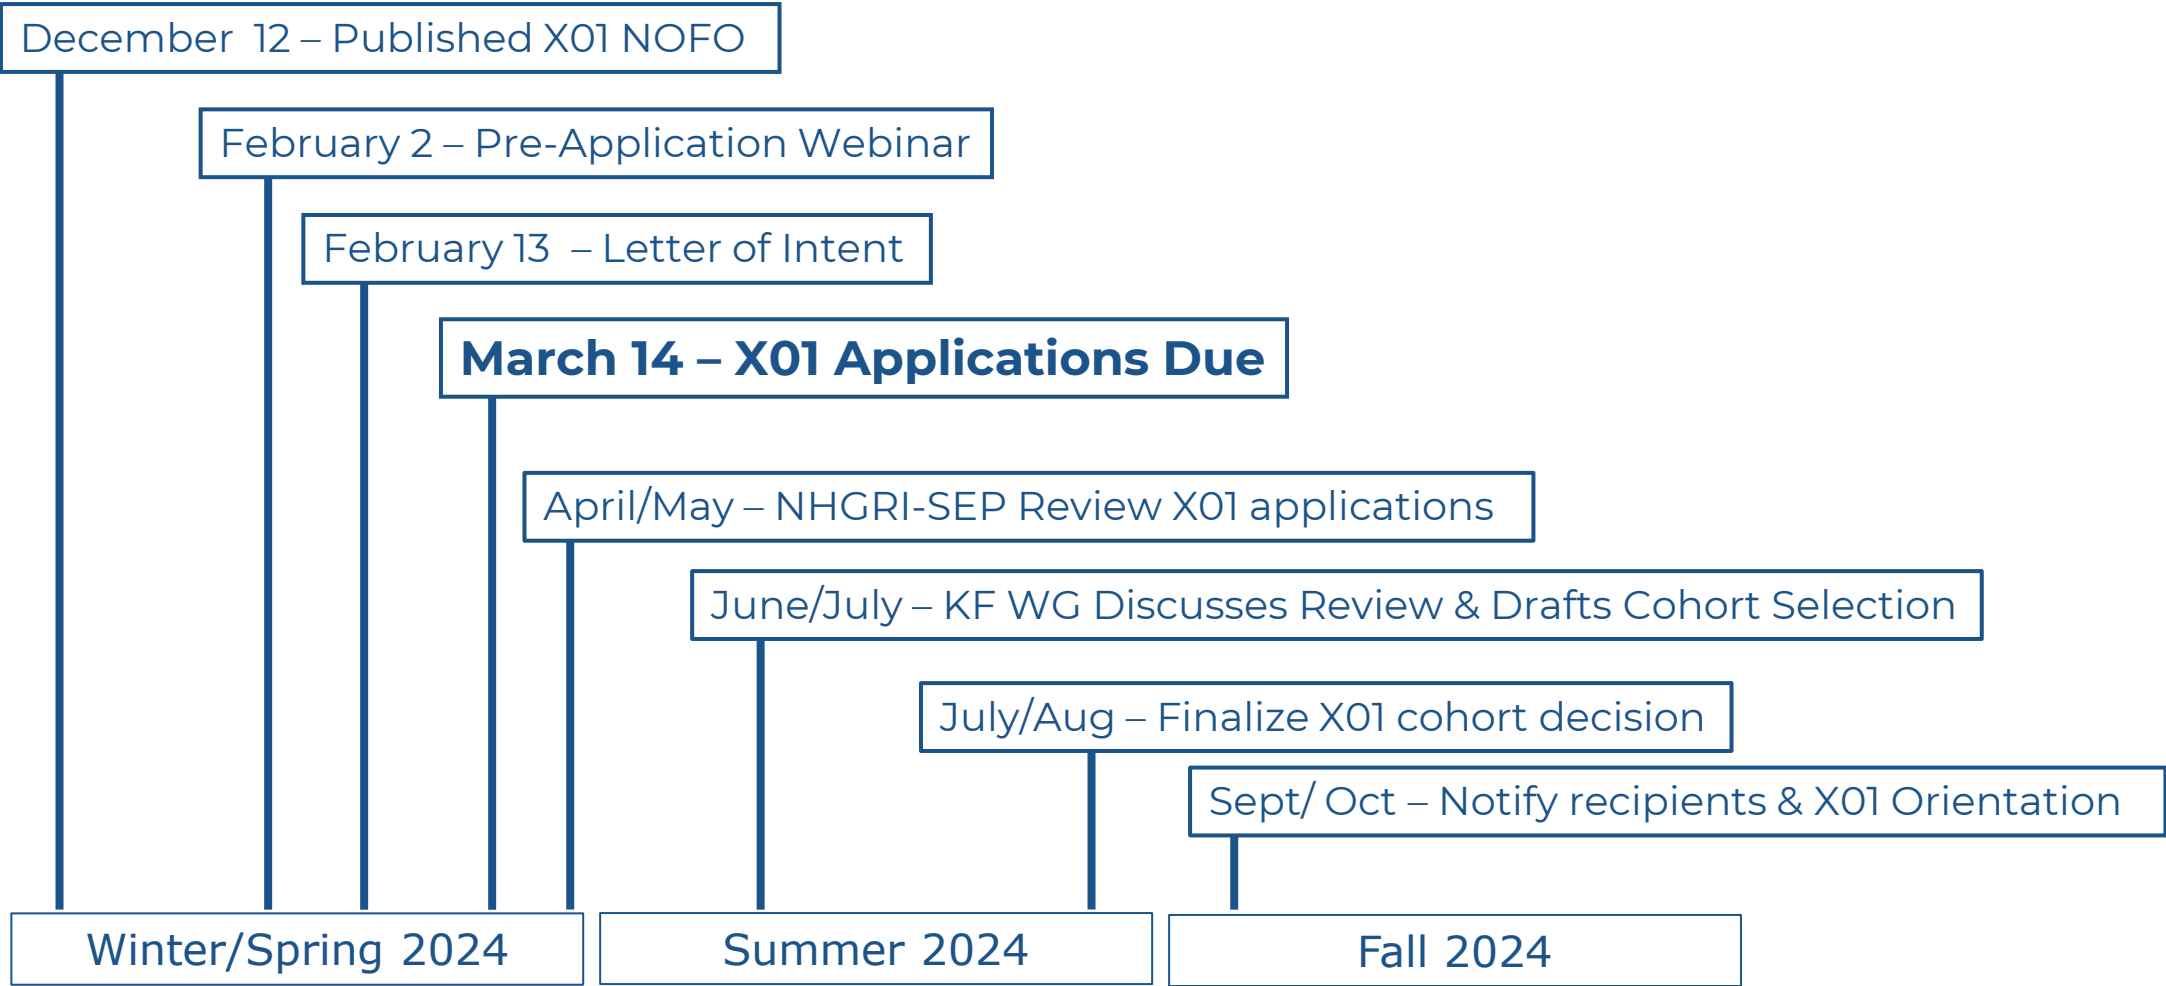 December 12 – Published X01 NOFO
February 2 – Pre-Application Webinar
February 13 – Letter of Intent
March 14 – X01 Applications Due
April/May – NHGRI-SEP Review X01 applications
June/July – KF WG Discusses Review & Drafts Cohort Selection
July/Aug – Finalize X01 cohort decision
Sept/ Oct – Notify recipients & X01 Orientation
Winter/Spring 2024
Summer 2024
Fall 2024